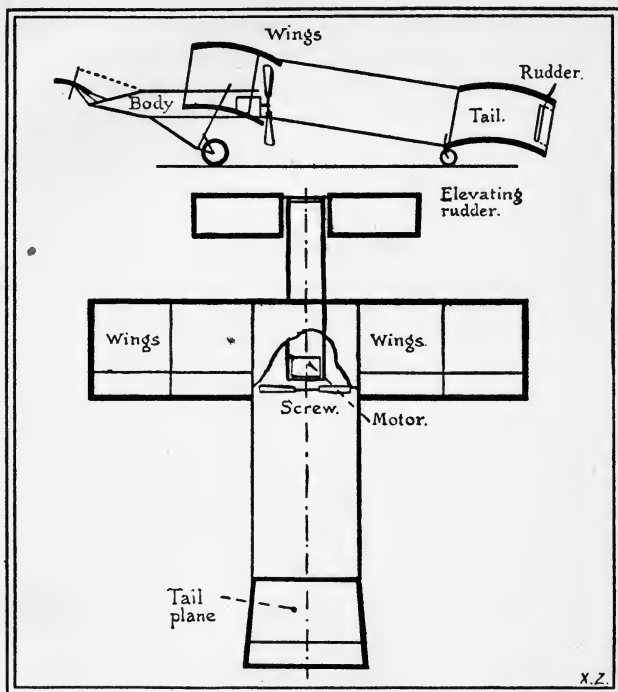 Wings
Rudder.
Body
Tail.
Elevating
rudder.
Wings
Wings.
Screw.
Motor.
Tail
plane
X.Z.